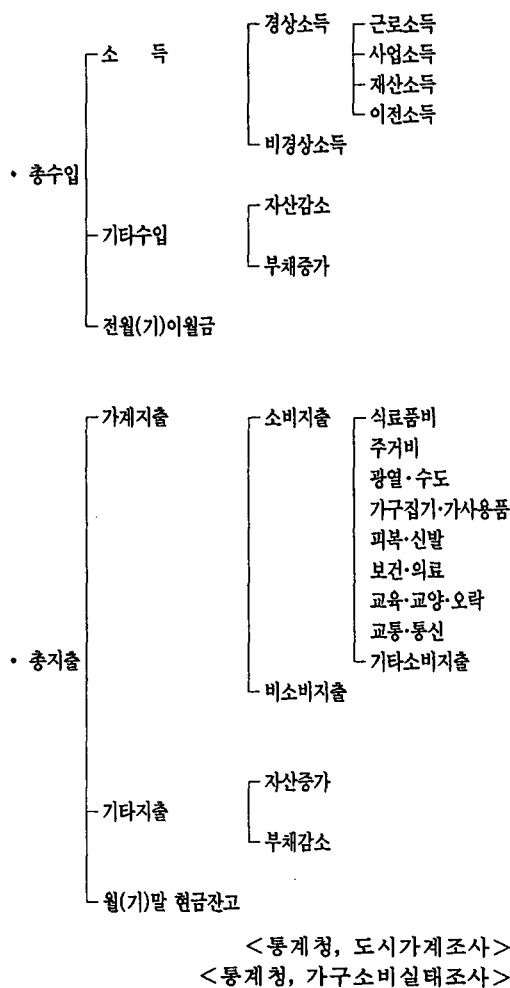 경상소득 근로소득
소 득 사업소득
재산소득
이전소득
비경상소득
• 총수입
자산감소
기타수입
부채증가
전월(기)이월금
가계지출 소비지출 식료품비
주거비
광열·수도
가구집기·가사용품
피복·신발
보건·의료
교육·교양·오락
교통·통신
• 총지출 기타소비지출
비소비지출
자산증가
기타지출
부채감소
월(기)말 현금잔고
<통계청, 도시가계조사>
<통계청, 가구소비실태조사>